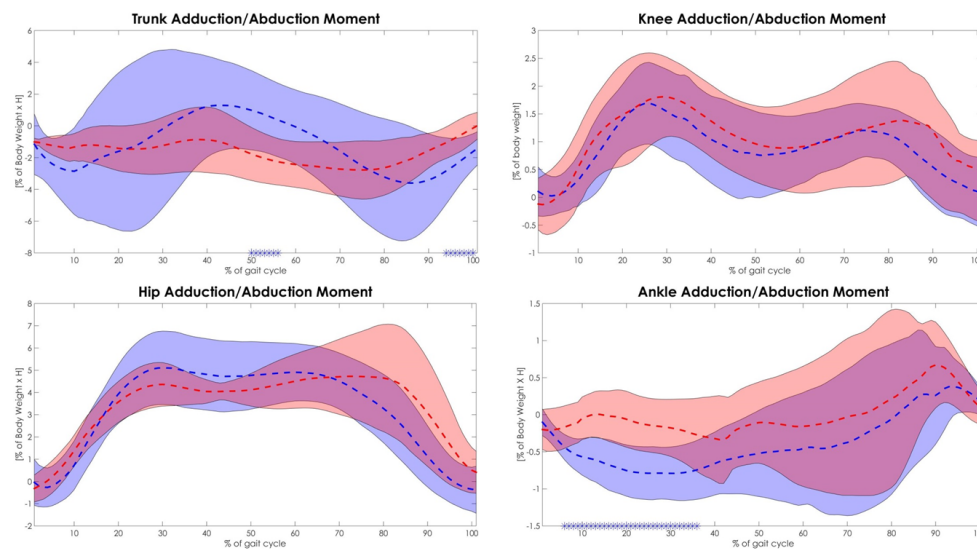 Trunk Adduction/Abduction Moment
[% of Body Weight x H]
6
4
2
0
-2
-4
-6
-8
10 20 30 40 50 60 70 80 90 100
% of gait cycle
Knee Adduction/Abduction Moment
[% of Body weight]
3
2.5
2
1.5
1
0.5
0
-0.5
-1
10 20 30 40 50 60 70 80 90 100
% of gait cycle
Hip Adduction/Abduction Moment
[% of Body Weight x H]
8
7
6
5
4
3
2
1
0
-1
-2
10 20 30 40 50 60 70 80 90 100
% of gait cycle
Ankle Adduction/Abduction Moment
[% of Body Weight X H]
1.5
1
0.5
0
-0.5
-1
-1.5
10 20 30 40 50 60 70 80 90
% of gait cycle